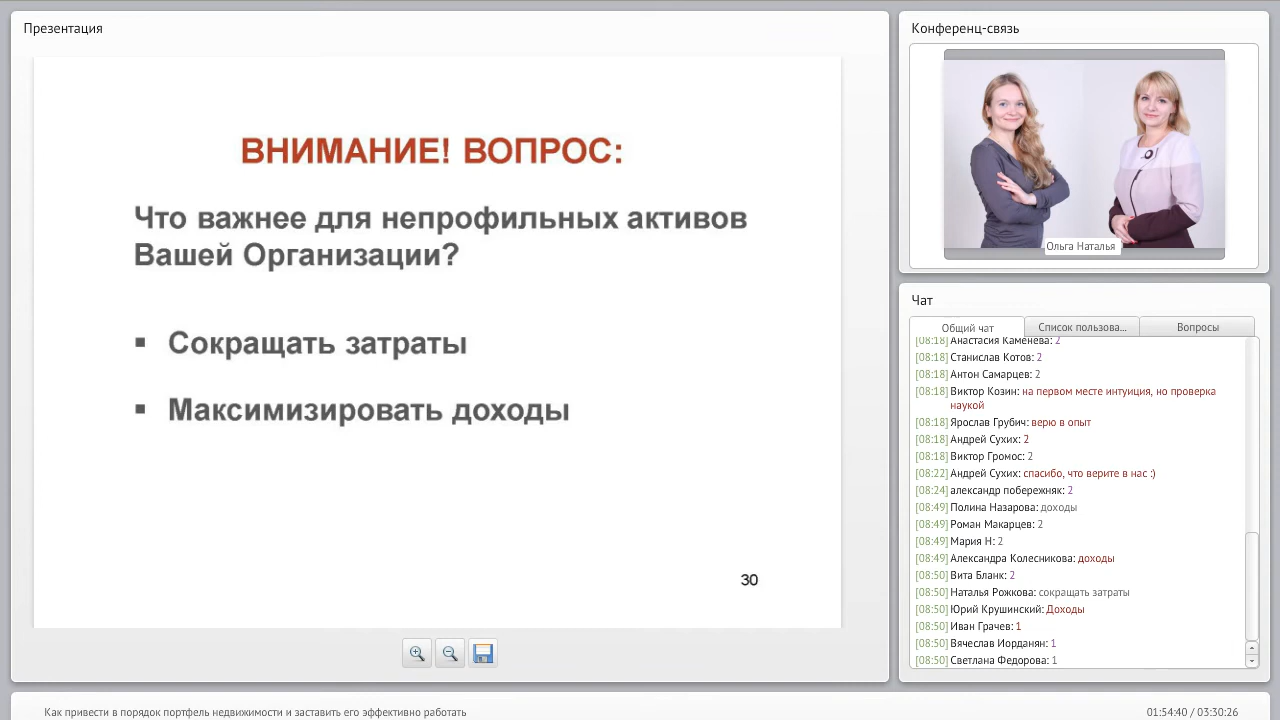 Презентация
ВНИМАНИЕ! ВОПРОС:
Что важнее для непрофильных активов
Вашей Организации?
▪ Сокращать затраты
▪ Максимизировать доходы
30
Конференц-связь
Ольга Наталья
Чат
Общий чат
Список пользова...
Вопросы
[08:18] Анастасия Каменева: 2
[08:18] Станислав Котов: 2
[08:18] Антон Самарцев: 2
[08:18] Виктор Козин: на первом месте интуиция, но проверка
наукой
[08:18] Ярослав Грубич: верю в опыт
[08:18] Андрей Сухих: 2
[08:18] Виктор Громос: 2
[08:22] Андрей Сухих: спасибо, что верите в нас :)
[08:24] александр побережняк: 2
[08:49] Полина Назарова: доходы
[08:49] Роман Макарцев: 2
[08:49] Мария Н: 2
[08:49] Александра Колесникова: доходы
[08:50] Вита Бланк: 2
[08:50] Наталья Рожкова: сокращать затраты
[08:50] Юрий Крушинский: Доходы
[08:50] Иван Грачев: 1
[08:50] Вячеслав Иорданян: 1
[08:50] Светлана Федорова: 1
Как привести в порядок портфель недвижимости и заставить его эффективно работать
01:54:40 / 03:30:26